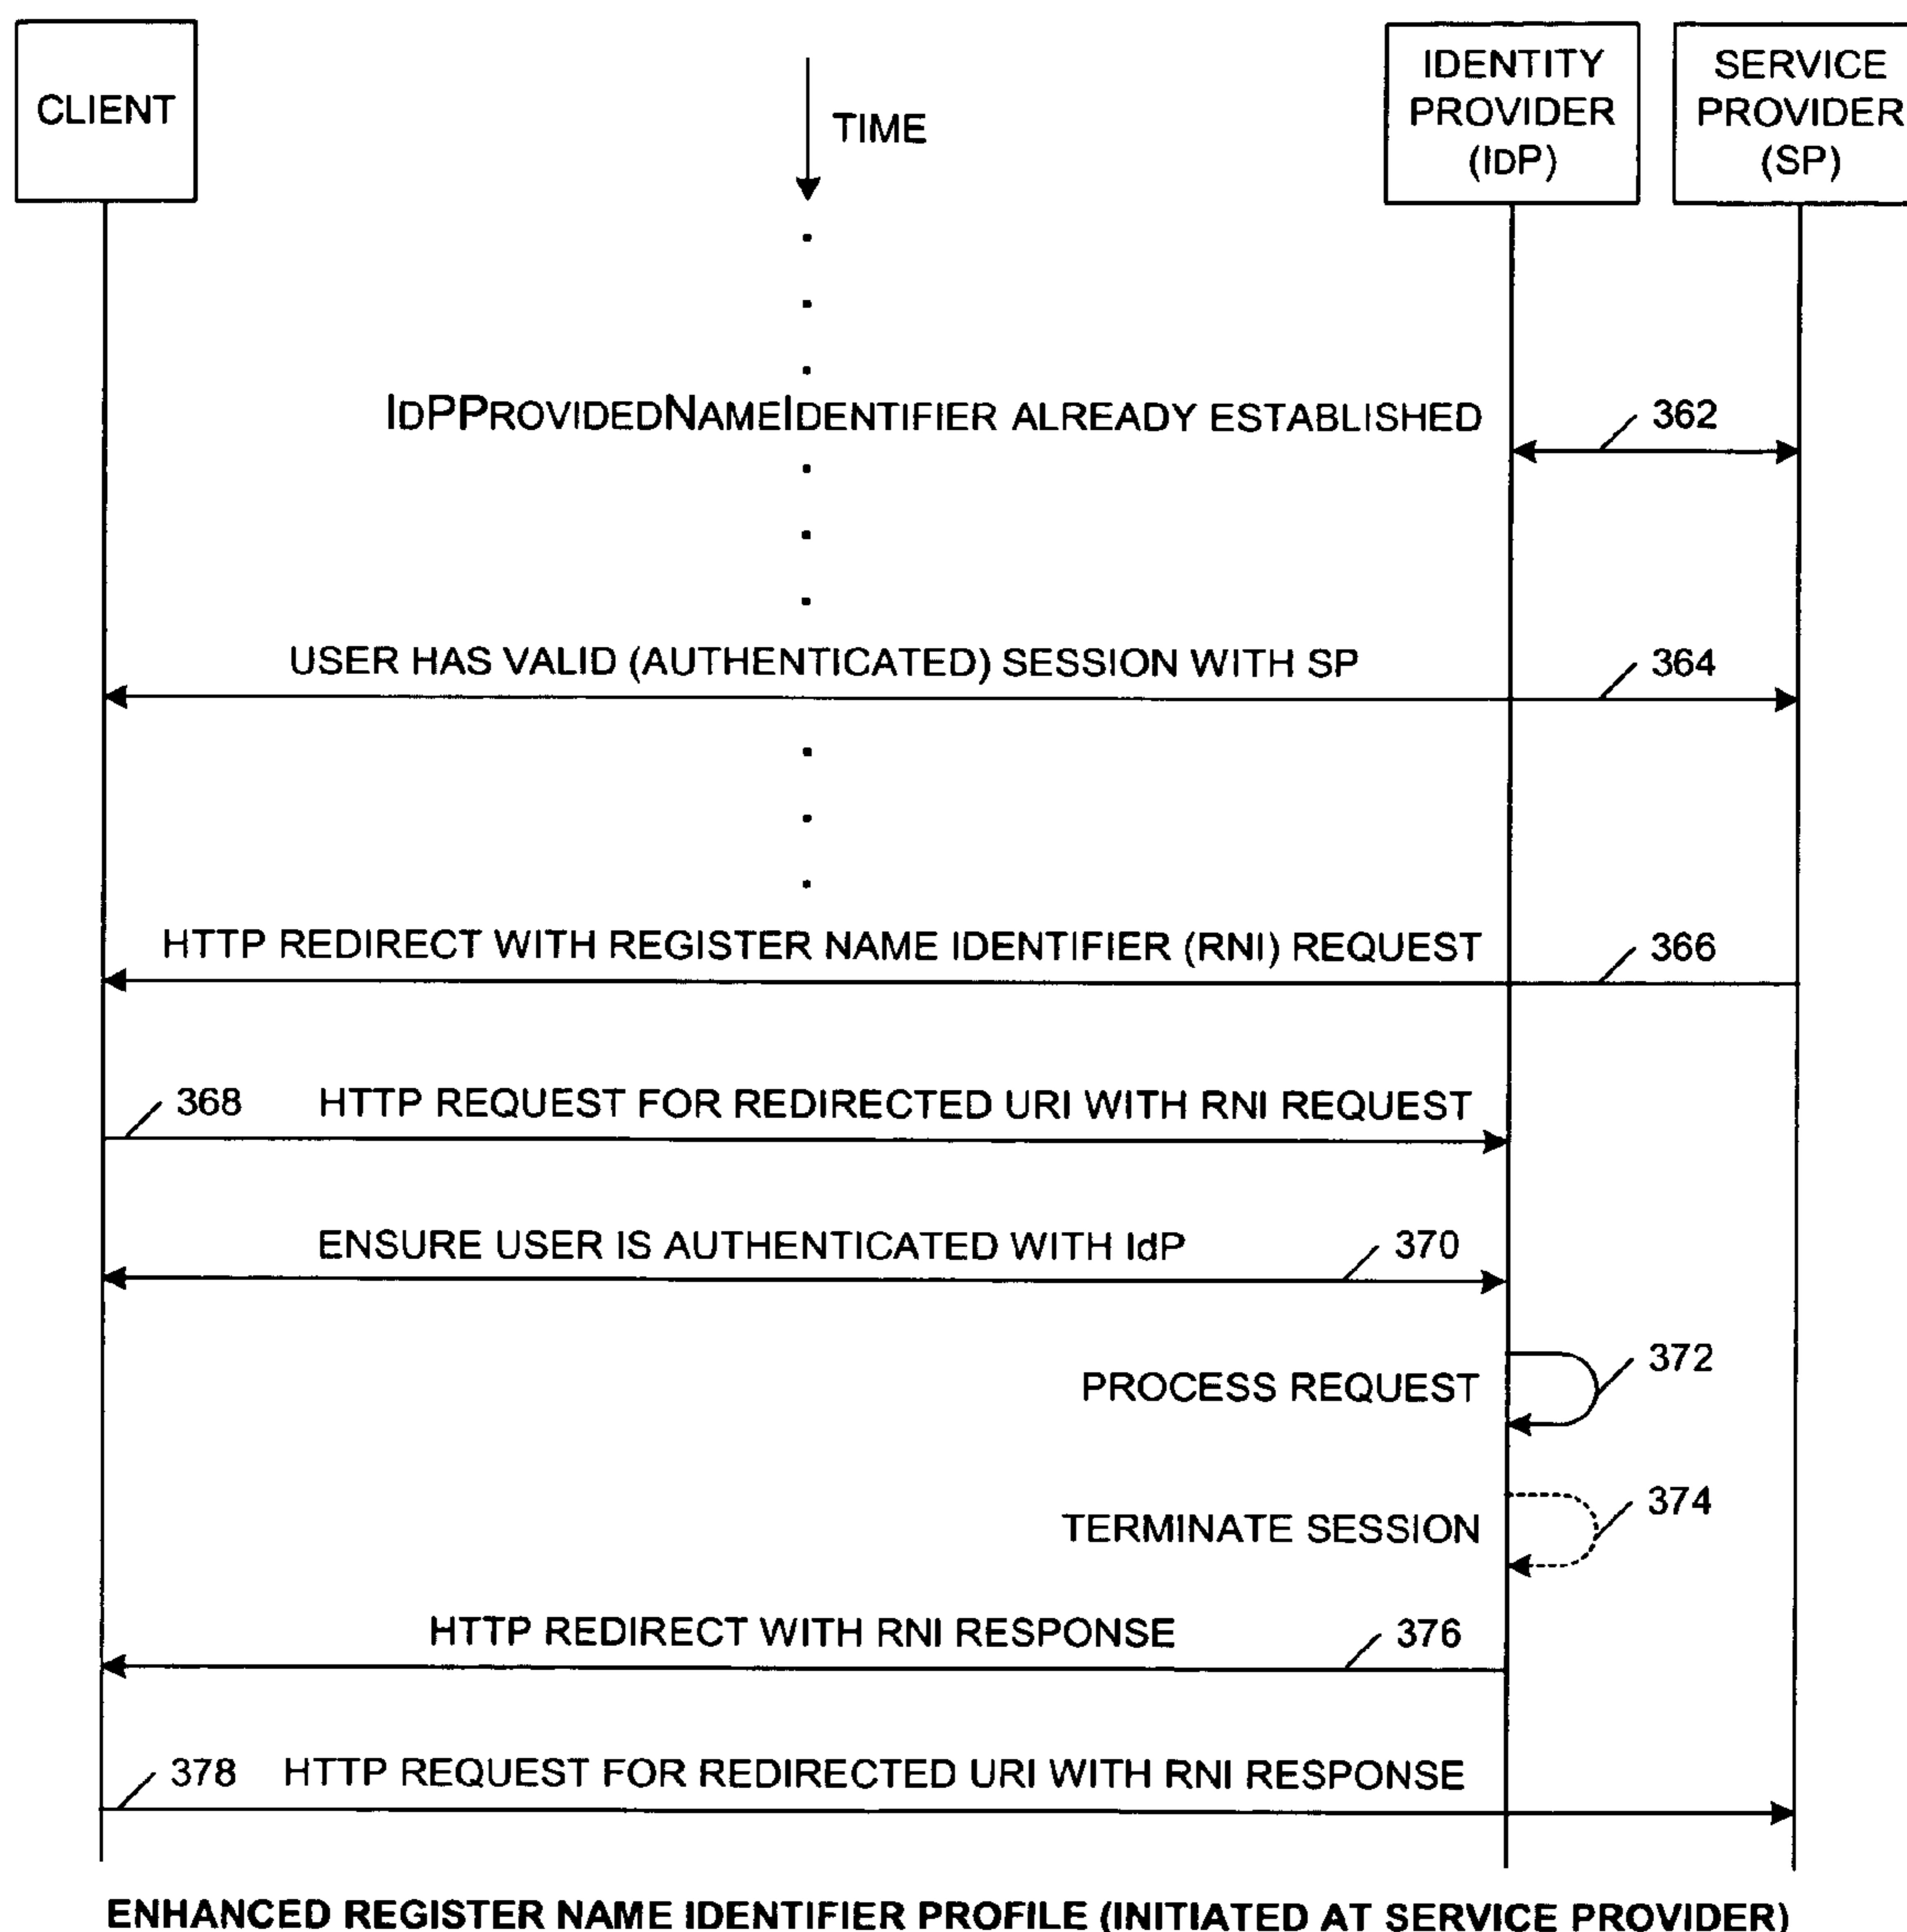 CLIENT
TIME
IDENTITY
PROVIDER
(IDP)
SERVICE
PROVIDER
(SP)
IDPPROVIDEDNAMEIDENTIFIER ALREADY ESTABLISHED
362
USER HAS VALID (AUTHENTICATED) SESSION WITH SP
364
HTTP REDIRECT WITH REGISTER NAME IDENTIFIER (RNI) REQUEST
366
368
HTTP REQUEST FOR REDIRECTED URI WITH RNI REQUEST
ENSURE USER IS AUTHENTICATED WITH IdP
370
PROCESS REQUEST
372
TERMINATE SESSION
374
HTTP REDIRECT WITH RNI RESPONSE
376
378
HTTP REQUEST FOR REDIRECTED URI WITH RNI RESPONSE
ENHANCED REGISTER NAME IDENTIFIER PROFILE (INITIATED AT SERVICE PROVIDER)